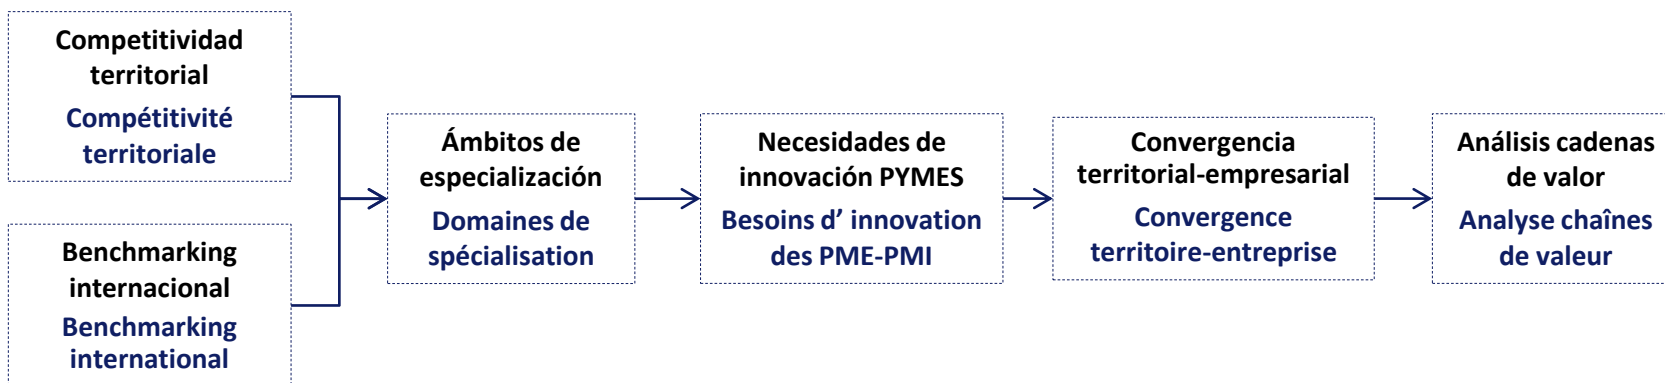 Competitividad
territorial
Compétitivité
territoriale
Benchmarking
internacional
Benchmarking
international
Ámbitos de
especialización
Domaines de
spécialisation
Necesidades de
innovación PYMES
Besoins d’ innovation
des PME-PMI
Convergencia
territorial-empresarial
Convergence
territoire-entreprise
Análisis cadenas
de valor
Analyse chaînes
de valeur